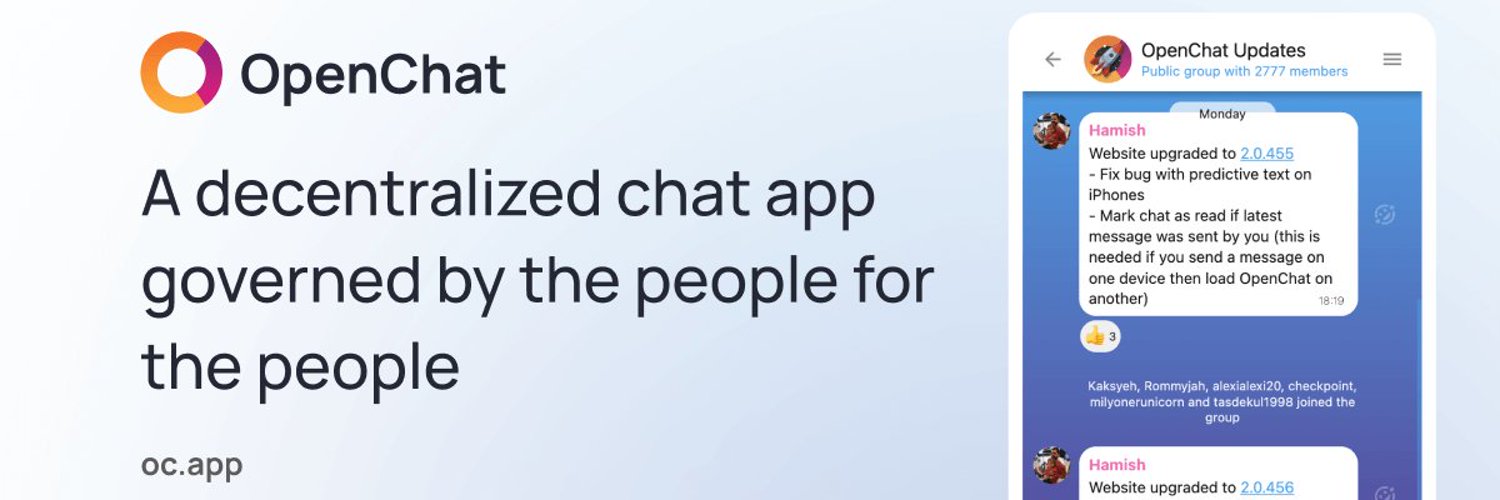 OpenChat
A decentralized chat app
governed by the people for
the people
oc.app
OpenChat Updates
Public group with 2777 members
Monday
Hamish
Website upgraded to 2.0.455
- Fix bug with predictive text on
iPhones
- Mark chat as read if latest
message was sent by you (this is
needed if you send a message on
one device then load OpenChat on
another)
18:19
👍 3
Kaksyeh, Rommyjah, alexialexi20, checkpoint,
milyonerunicorn and tasdekul1998 joined the
group
Hamish
Website upgraded to 2.0.456